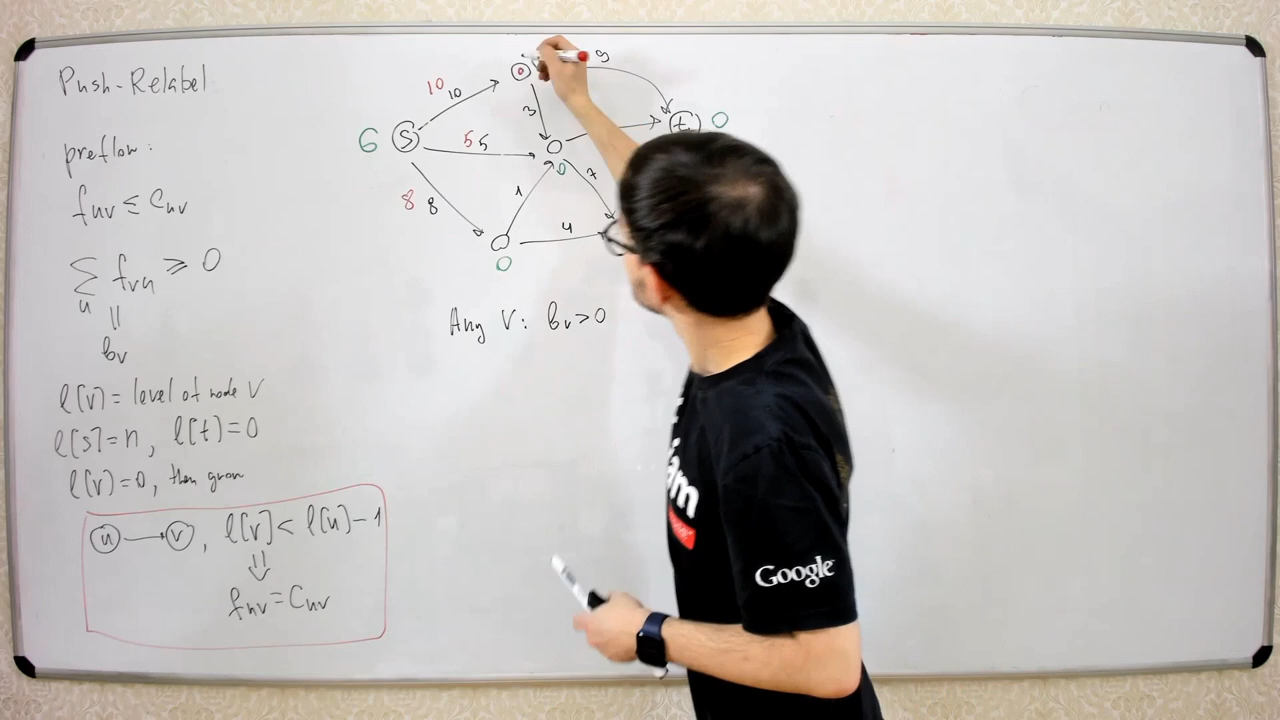 Push-Relabel
preflow:
fuv ≤ Cuv
∑ fvu ≥ 0
u
||
bv
l[v] = level of node V
l[s]=n, l[t]=0
l[v]=0, then grow
u → v, l[v] < l[u]-1
⇓
fuv = Cuv
10 10
9
3
6 S
5 5
t 0
0
7
8 8
1
4
0
Any V: bv>0
am
Google